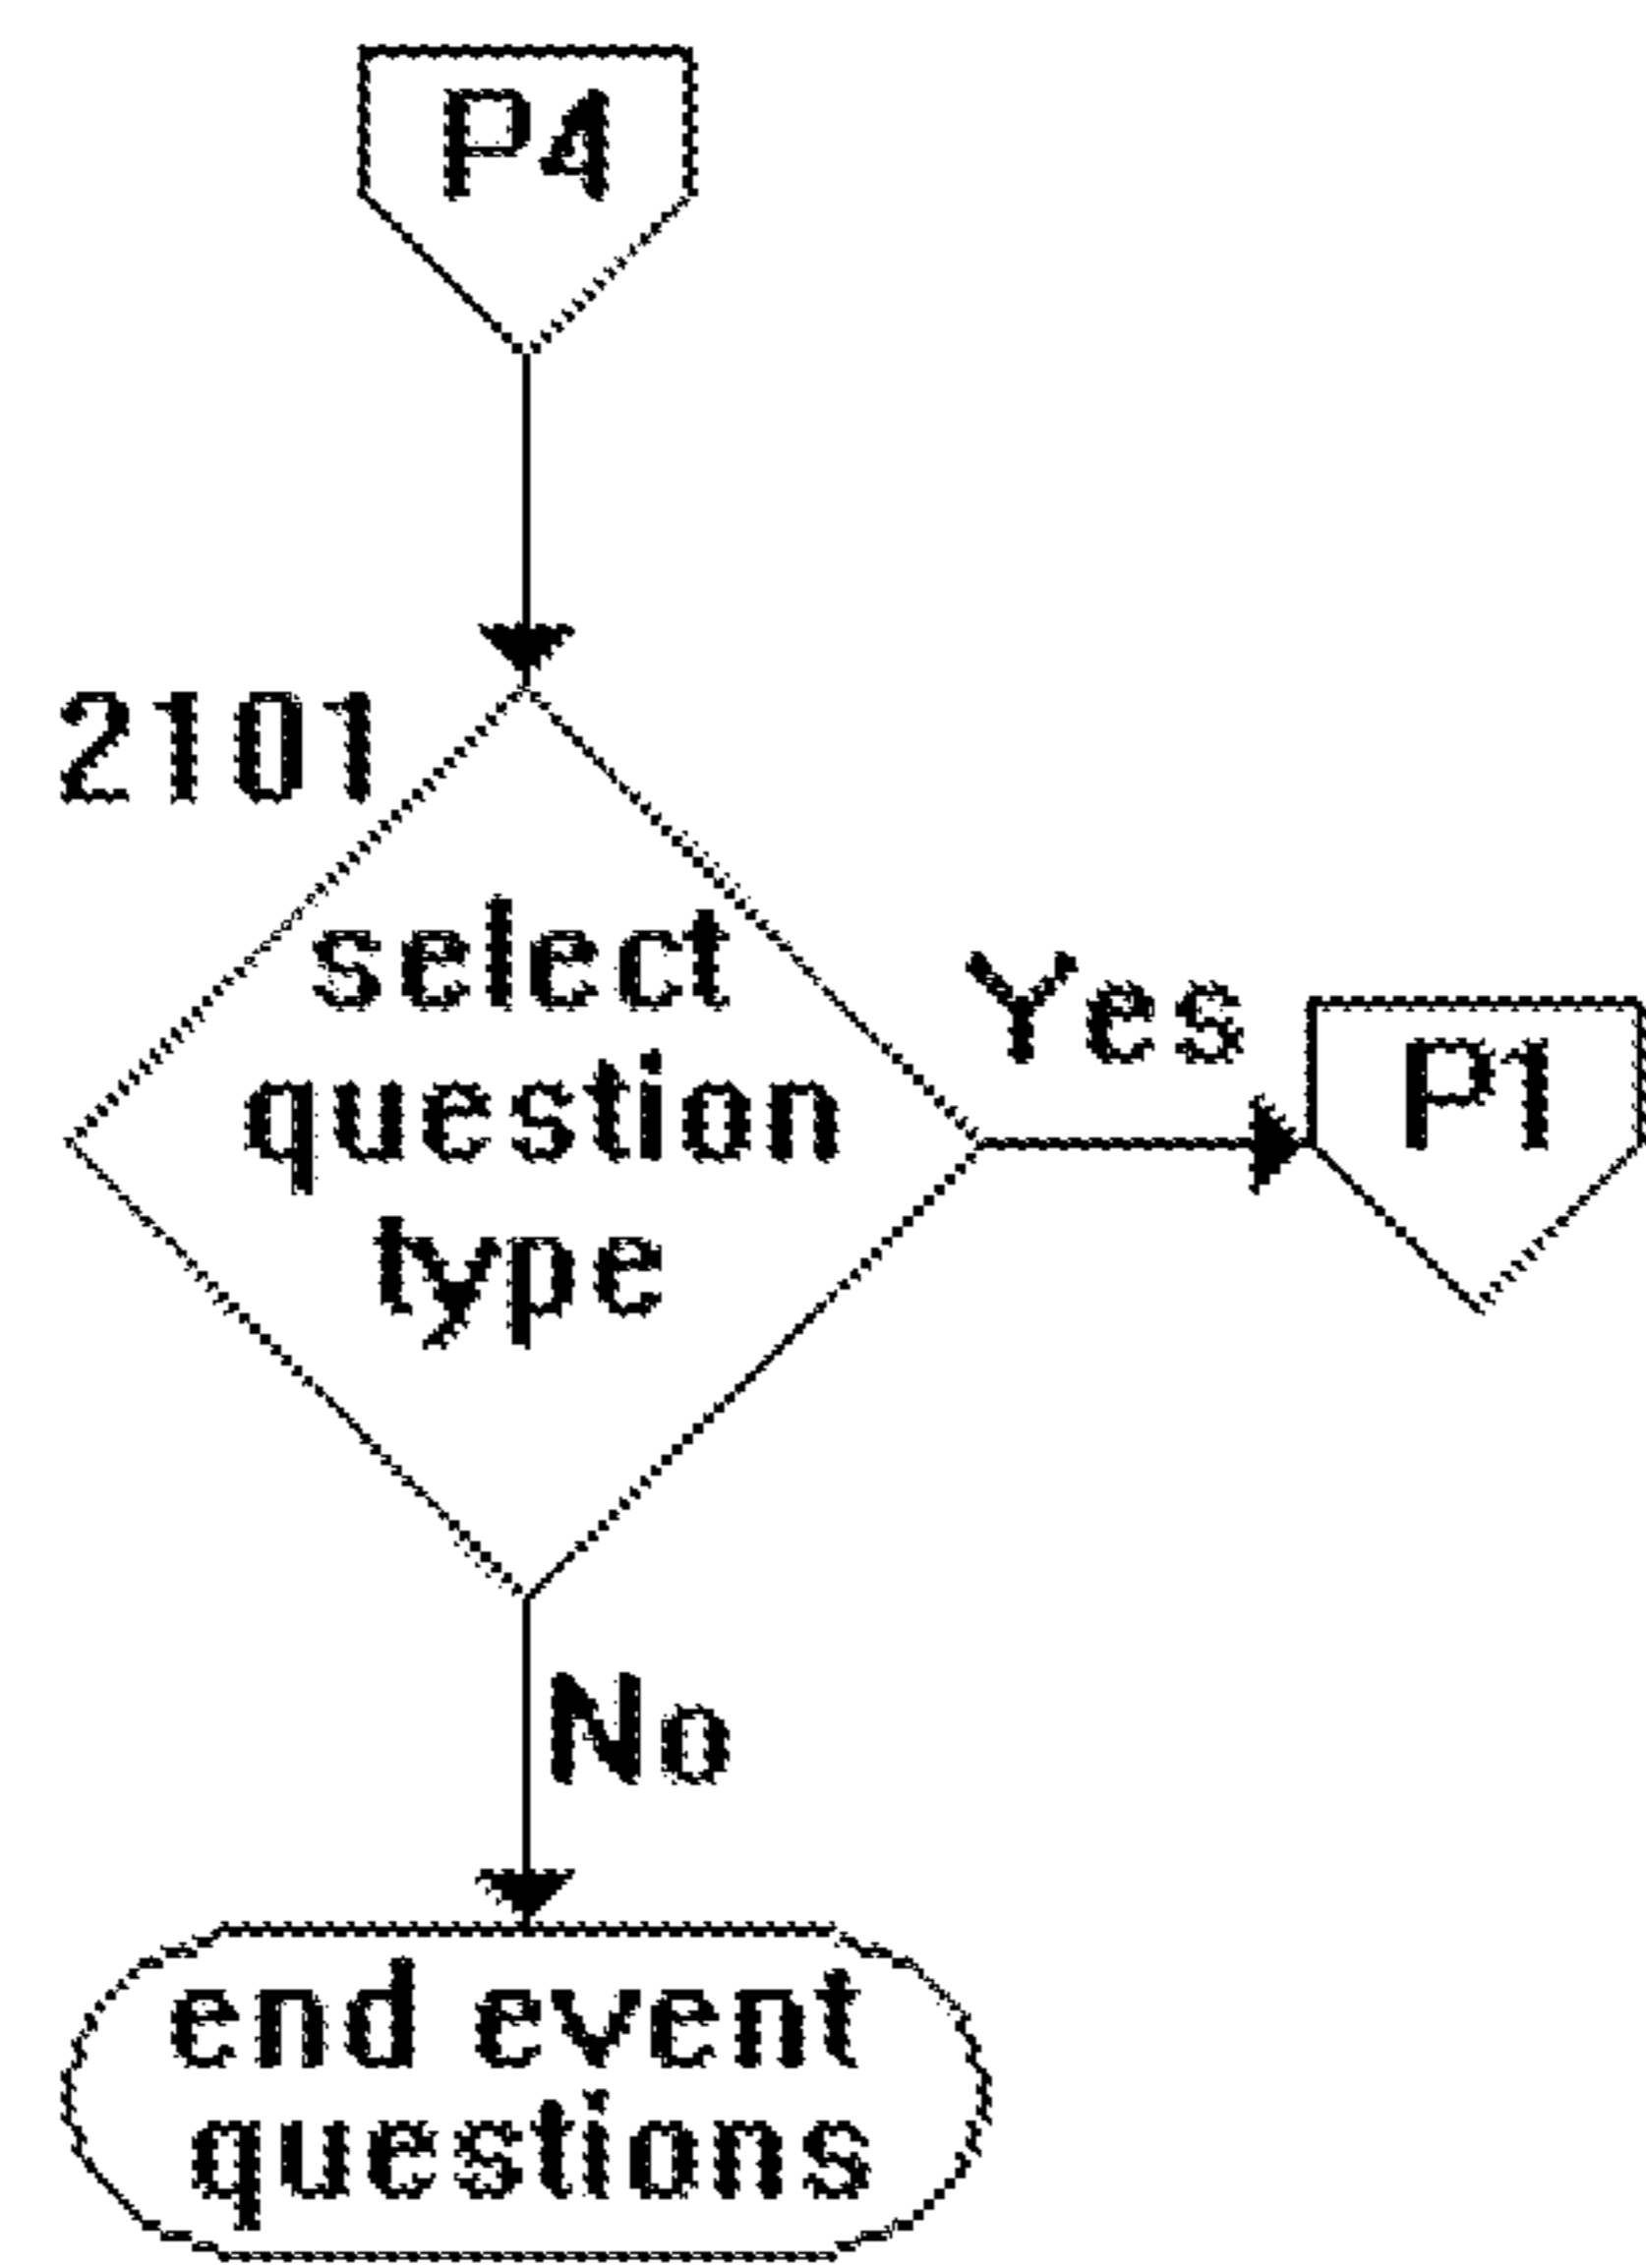 P4
2101
select
question
type
Yes
P1
No
end event
questions